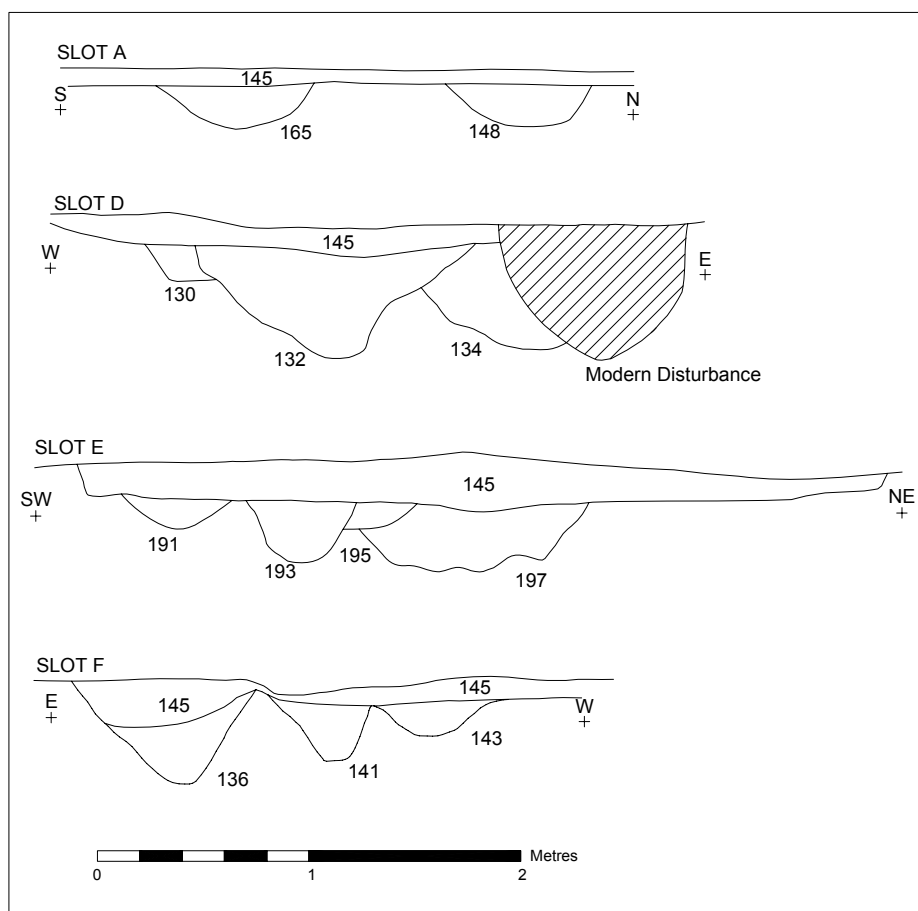 SLOT A
145
S
N
165
148
SLOT D
145
W
E
130
132
134
Modern Disturbance
SLOT E
145
SW
NE
191
193
195
197
SLOT F
145
145
E
W
136
141
143
Metres
0
1
2